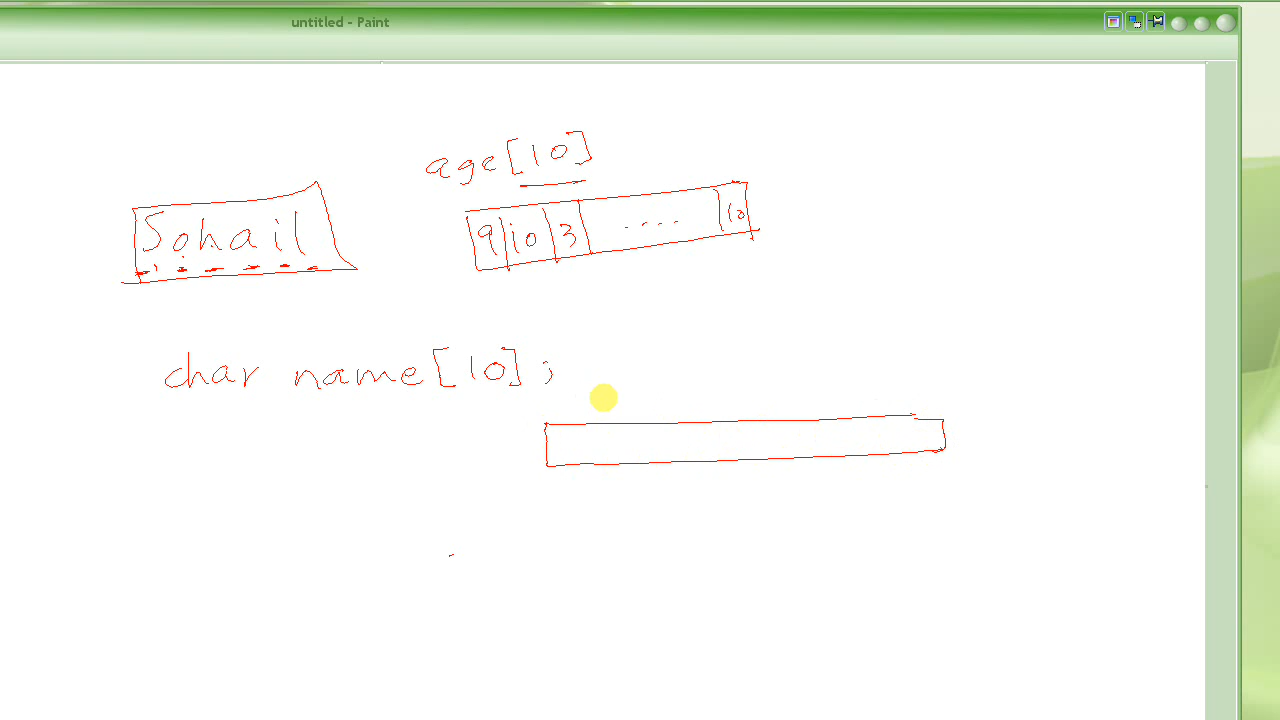 untitled - Paint
age[10]
Sohail
9 10 3 .... 10
char name[10];